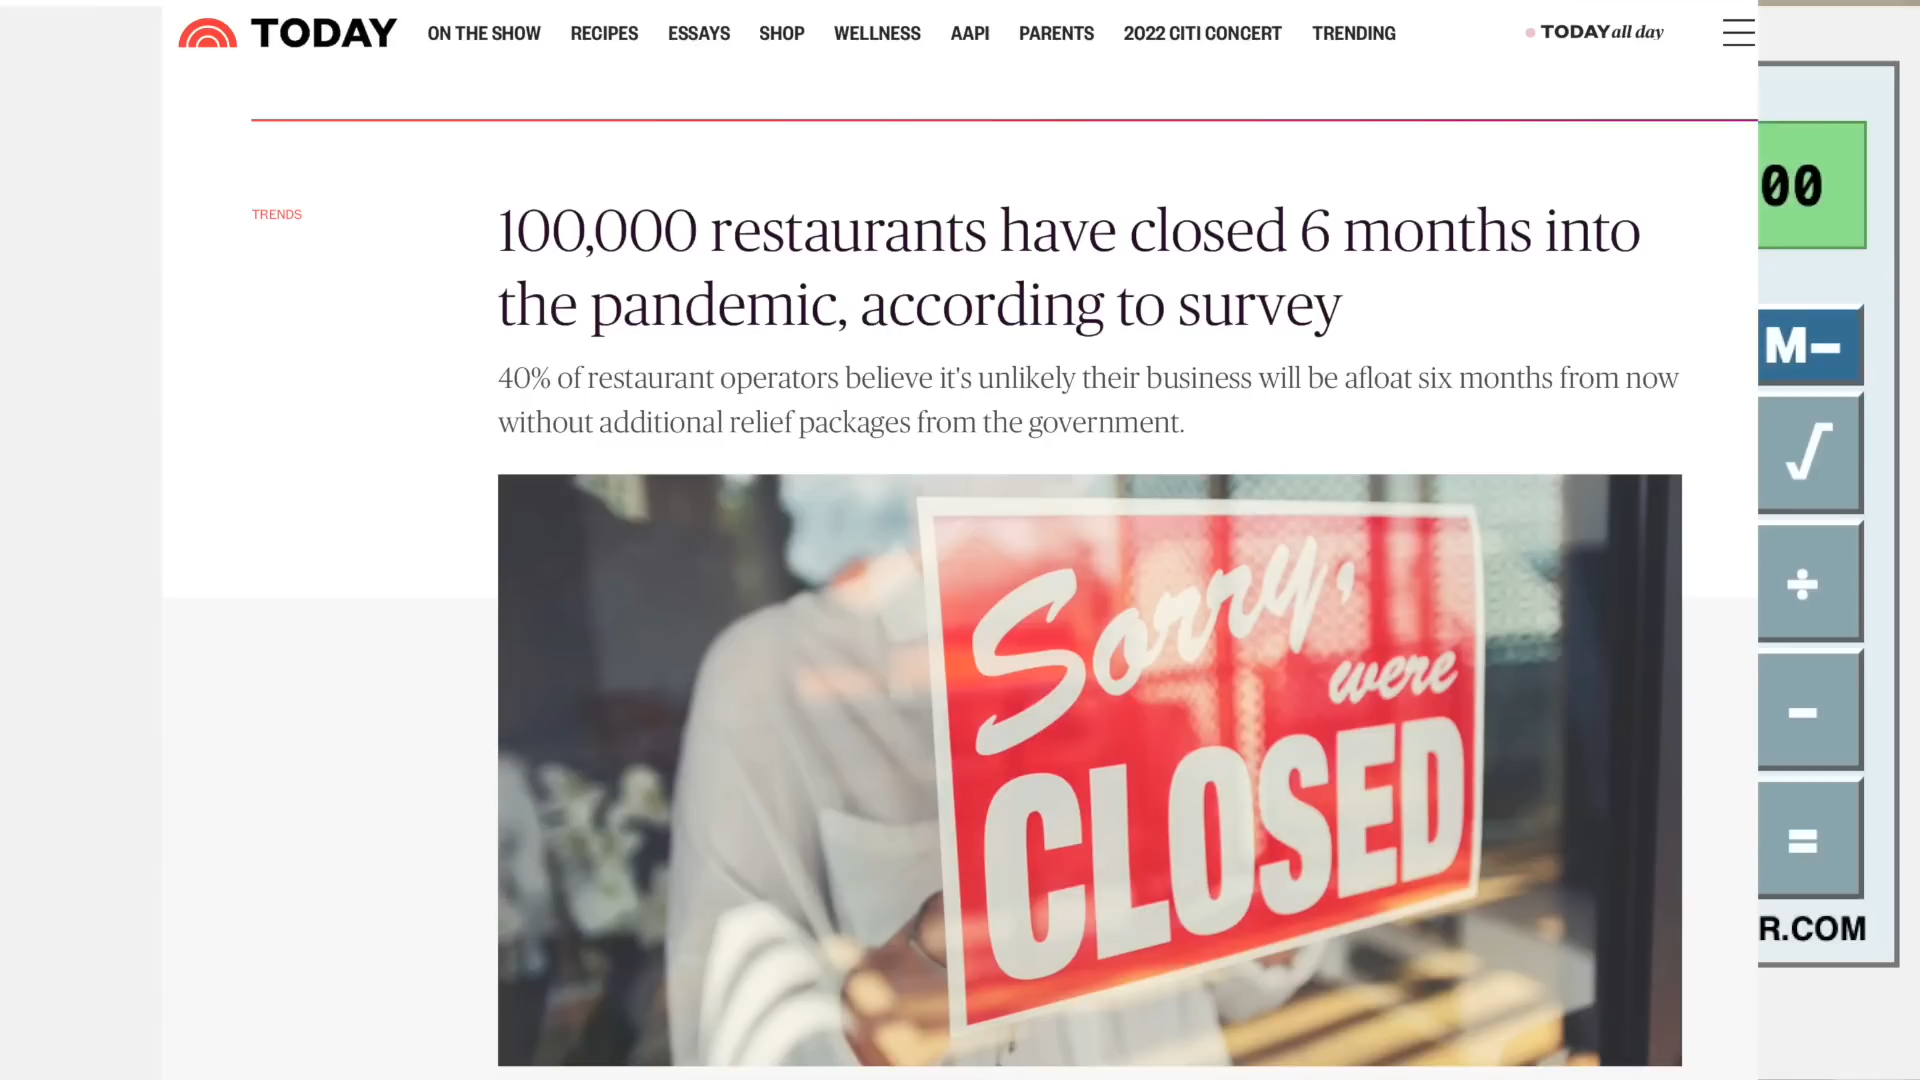 TODAY ON THE SHOW RECIPES ESSAYS SHOP WELLNESS AAPI PARENTS 2022 CITI CONCERT TRENDING TODAY all day
TRENDS
100,000 restaurants have closed 6 months into
the pandemic, according to survey
40% of restaurant operators believe it's unlikely their business will be afloat six months from now
without additional relief packages from the government.
Sorry,
were
CLOSED
00
M−
√
÷
−
=
R.COM